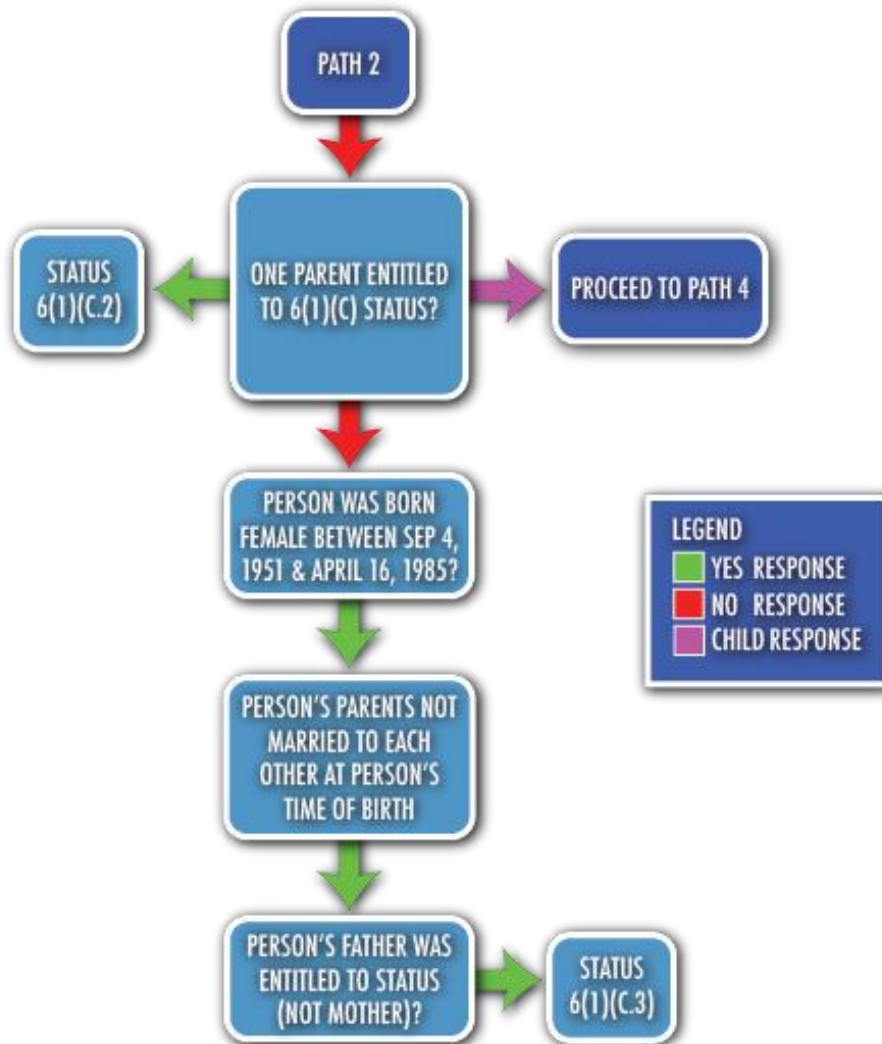 PATH 2
STATUS
6(1)(C.2)
ONE PARENT ENTITLED
TO 6(1)(C) STATUS?
PROCEED TO PATH 4
PERSON WAS BORN
FEMALE BETWEEN SEP 4,
1951 & APRIL 16, 1985?
LEGEND
YES RESPONSE
NO RESPONSE
CHILD RESPONSE
PERSON'S PARENTS NOT
MARRIED TO EACH
OTHER AT PERSON'S
TIME OF BIRTH
PERSON'S FATHER WAS
ENTITLED TO STATUS
(NOT MOTHER)?
STATUS
6(1)(C.3)